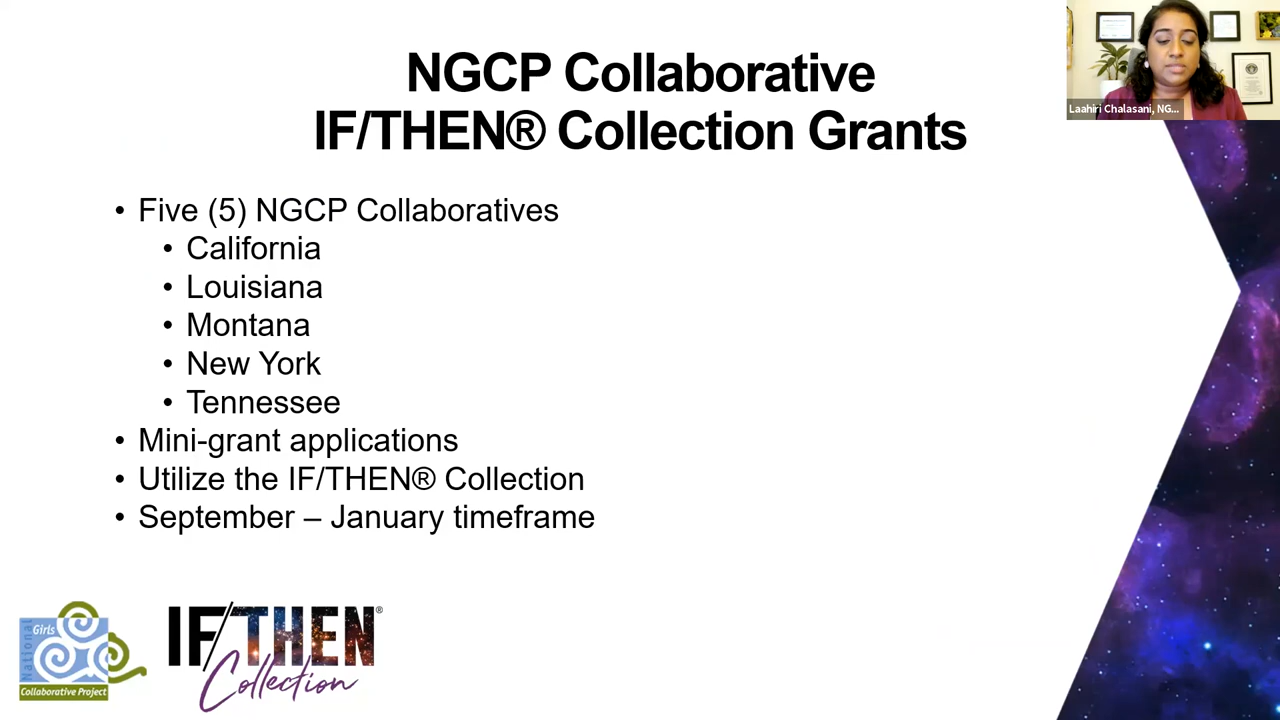 NGCP Collaborative
IF/THEN® Collection Grants
Laahiri Chalasani, NG...
• Five (5) NGCP Collaboratives
• California
• Louisiana
• Montana
• New York
• Tennessee
• Mini-grant applications
• Utilize the IF/THEN® Collection
• September – January timeframe
National
Girls
Collaborative Project
IF/THEN®
Collection